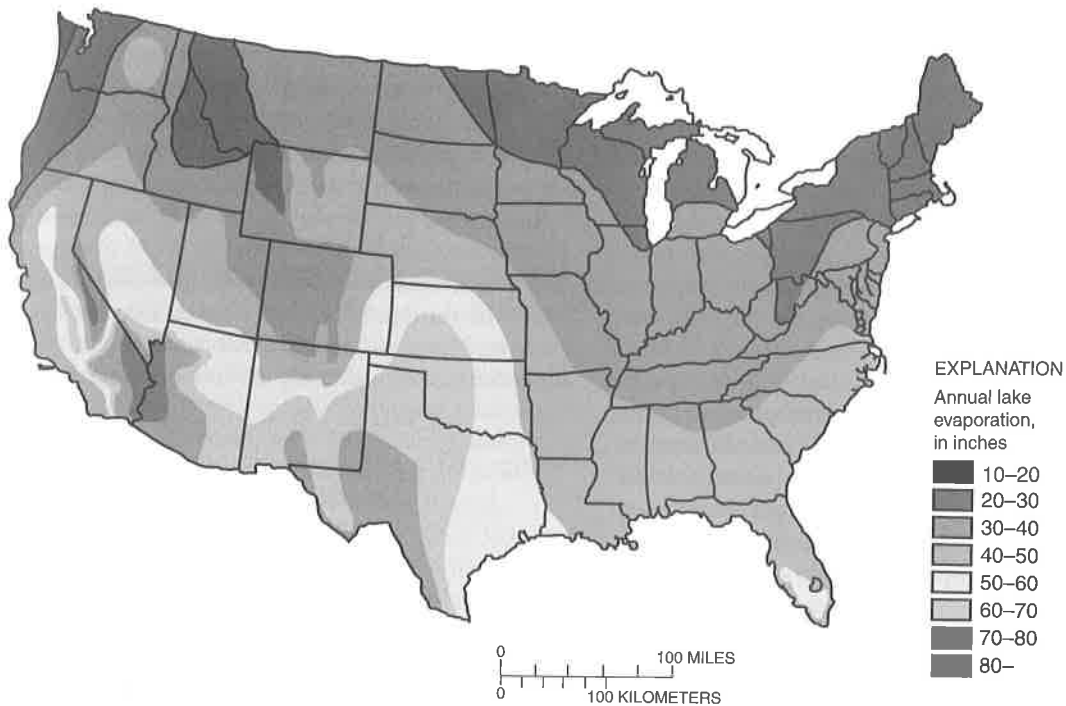 EXPLANATION
Annual lake
evaporation,
in inches
10–20
20–30
30–40
40–50
50–60
60–70
70–80
80–
0 100 MILES
0 100 KILOMETERS